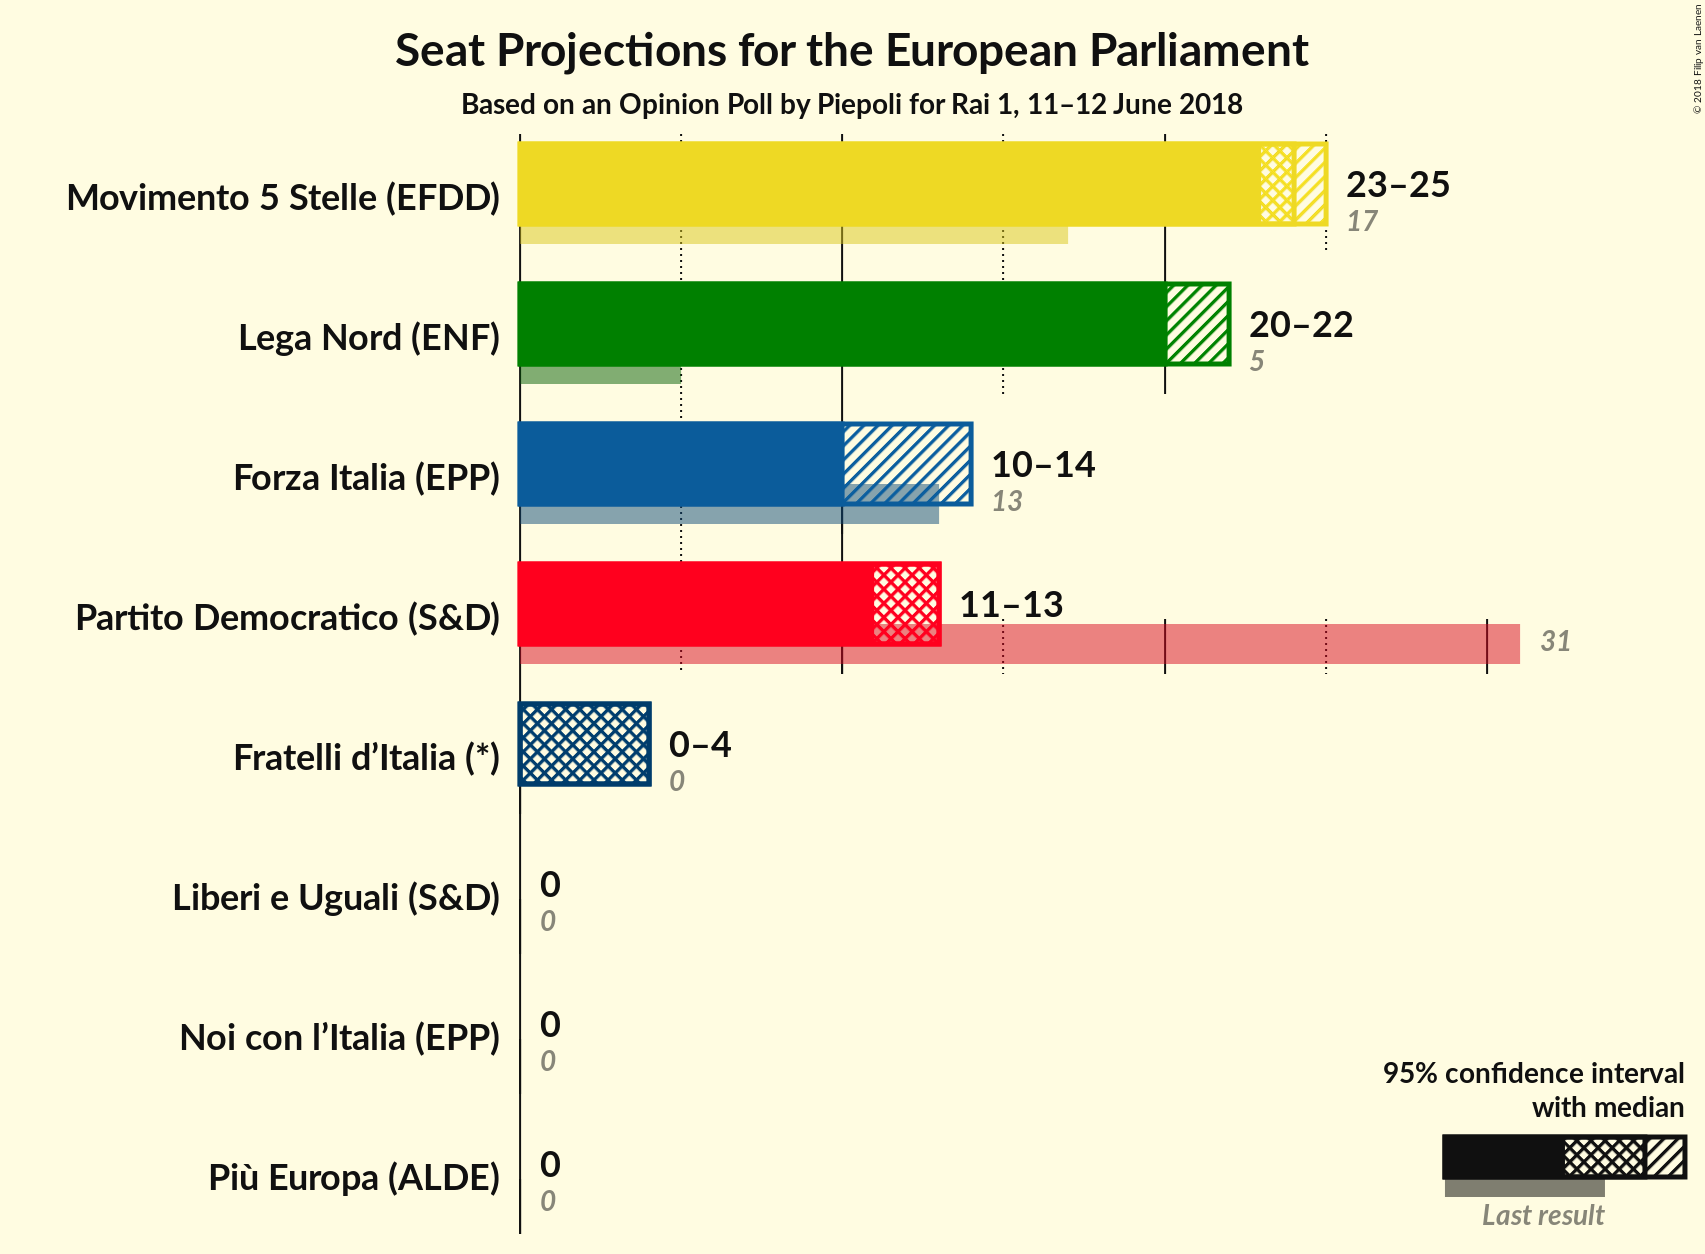 Seat Projections for the European Parliament
Based on an Opinion Poll by Piepoli for Rai 1, 11–12 June 2018
© 2018 Filip van Laenen
Movimento 5 Stelle (EFDD)
23–25
17
Lega Nord (ENF)
20–22
5
Forza Italia (EPP)
10–14
13
Partito Democratico (S&D)
11–13
31
Fratelli d’Italia (*)
0–4
0
Liberi e Uguali (S&D)
0
0
Noi con l’Italia (EPP)
0
0
Più Europa (ALDE)
0
0
95% confidence interval
with median
Last result